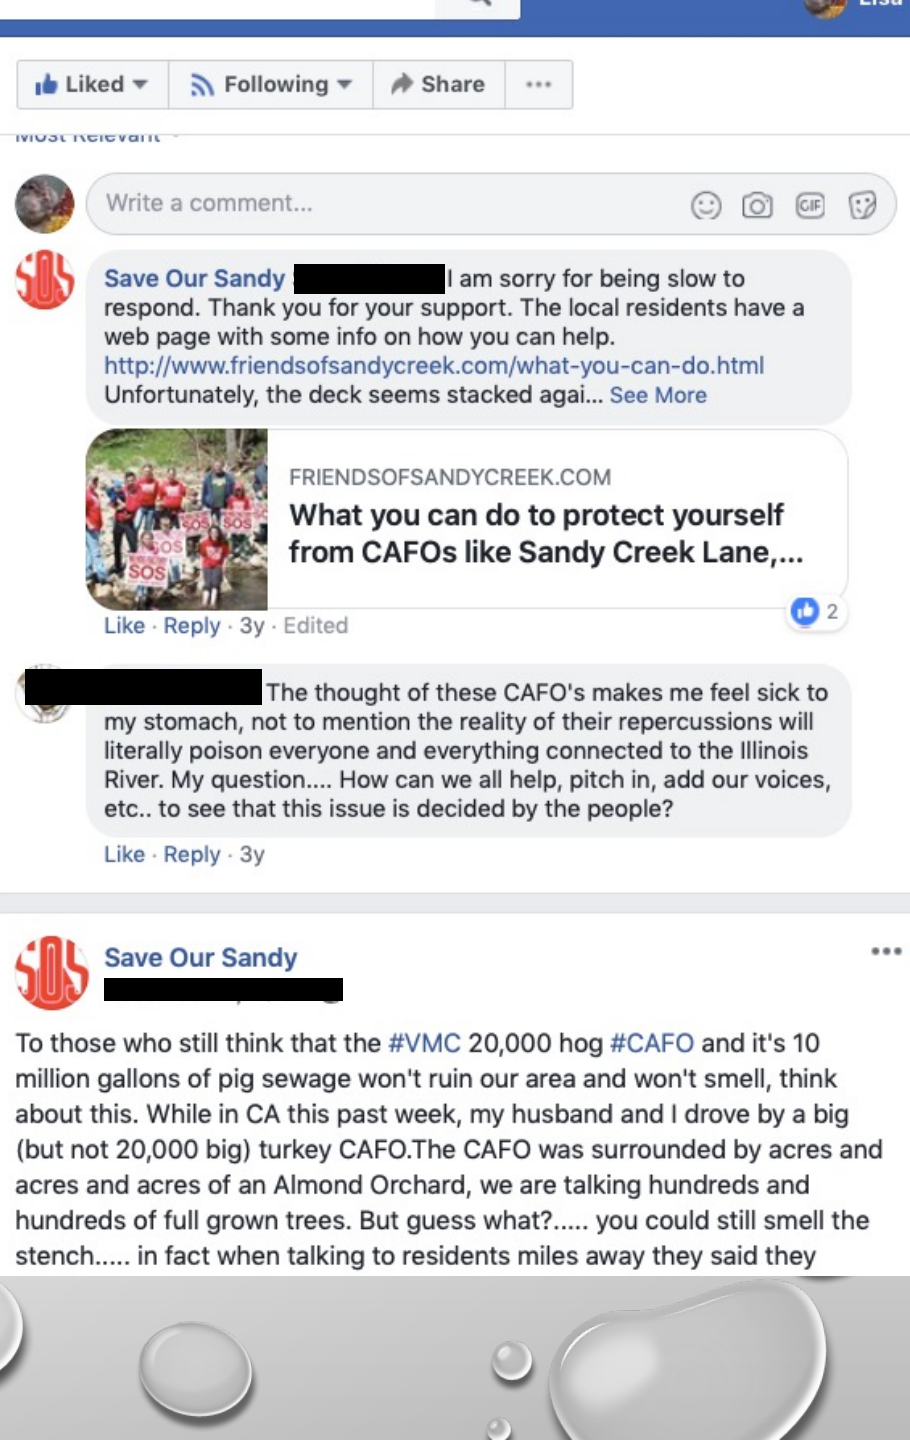 Lisa
Liked
Following
Share
Most Relevant
Write a comment...
GIF
SOS
Save Our Sandy I am sorry for being slow to
respond. Thank you for your support. The local residents have a
web page with some info on how you can help.
http://www.friendsofsandycreek.com/what-you-can-do.html
Unfortunately, the deck seems stacked agai... See More
SOS
SOS
SOS
SOS
FRIENDSOFSANDYCREEK.COM
What you can do to protect yourself
from CAFOs like Sandy Creek Lane,...
2
Like · Reply · 3y · Edited
The thought of these CAFO's makes me feel sick to
my stomach, not to mention the reality of their repercussions will
literally poison everyone and everything connected to the Illinois
River. My question.... How can we all help, pitch in, add our voices,
etc.. to see that this issue is decided by the people?
Like · Reply · 3y
SOS
Save Our Sandy
To those who still think that the #VMC 20,000 hog #CAFO and it's 10
million gallons of pig sewage won't ruin our area and won't smell, think
about this. While in CA this past week, my husband and I drove by a big
(but not 20,000 big) turkey CAFO.The CAFO was surrounded by acres and
acres and acres of an Almond Orchard, we are talking hundreds and
hundreds of full grown trees. But guess what?..... you could still smell the
stench..... in fact when talking to residents miles away they said they